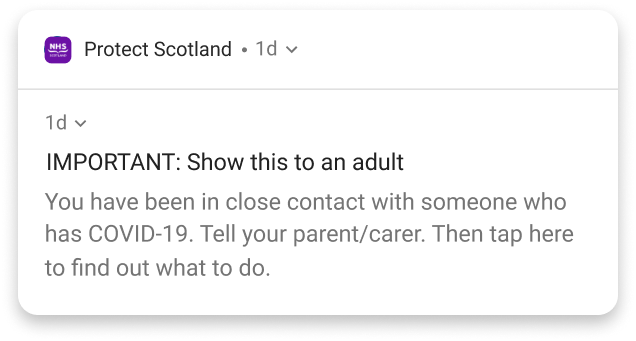 NHS
SCOTLAND
Protect Scotland • 1d
1d
IMPORTANT: Show this to an adult
You have been in close contact with someone who
has COVID-19. Tell your parent/carer. Then tap here
to find out what to do.